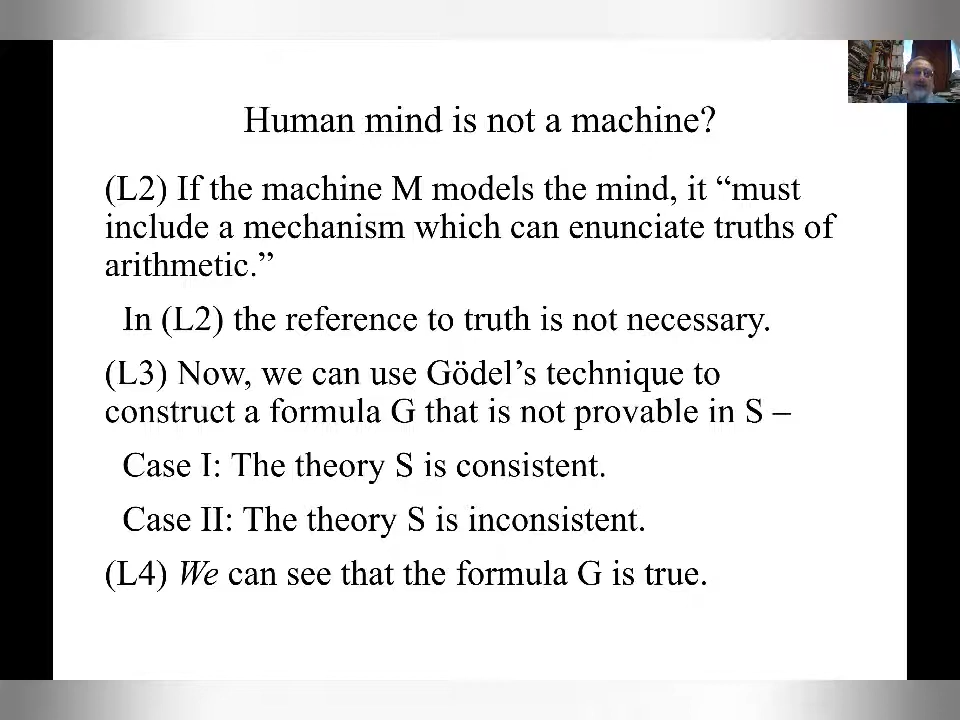 Human mind is not a machine?
(L2) If the machine M models the mind, it “must
include a mechanism which can enunciate truths of
arithmetic.”
In (L2) the reference to truth is not necessary.
(L3) Now, we can use Gödel’s technique to
construct a formula G that is not provable in S –
Case I: The theory S is consistent.
Case II: The theory S is inconsistent.
(L4) We can see that the formula G is true.